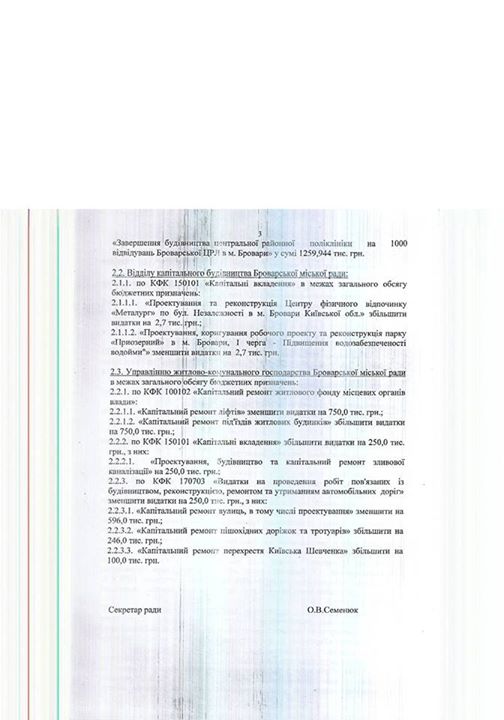 3
«Завершення будівництва центральної районної поліклініки на 1000
відвідувань Броварської ЦРЛ в м. Бровари» у сумі 1259,944 тис. грн.
2.2. Відділу капітального будівництва Броварської міської ради:
2.1.1. по КФК 150101 «Капітальні вкладення» в межах загального обсягу
бюджетних призначень:
2.1.1.1. «Проектування та реконструкція Центру фізичного відпочинку
«Металург» по бул. Незалежності в м. Бровари Київської обл.» збільшити
видатки на 2,7 тис.грн.;
2.1.1.2. «Проектування, коригування робочого проекту та реконструкція парку
«Приозерний» в м. Бровари, І черга - Підвищення водозабезпеченості
водойми"» зменшити видатки на 2,7 тис. грн.
2.3. Управлінню житлово-комунального господарства Броварської міської ради
в межах загального обсягу бюджетних призначень:
2.2.1. по КФК 100102 «Капітальний ремонт житлового фонду місцевих органів
влади»:
2.2.1.1. «Капітальний ремонт ліфтів» зменшити видатки на 750,0 тис. грн.;
2.2.1.2. «Капітальний ремонт під'їздів житлових будинків» збільшити видатки
на 750,0 тис. грн.;
2.2.2. по КФК 150101 «Капітальні вкладення» збільшити видатки на 250,0 тис.
грн., з них:
2.2.2.1. «Проектування, будівництво та капітальний ремонт зливової
каналізації» на 250,0 тис. грн.;
2.2.3. по КФК 170703 «Видатки на проведення робіт пов'язаних із
будівництвом, реконструкцією, ремонтом та утриманням автомобільних доріг»
зменшити видатки на 250,0 тис. грн., з них:
2.2.3.1. «Капітальний ремонт вулиць, в тому числі проектування» зменшити на
596,0 тис. грн.;
2.2.3.2. «Капітальний ремонт пішохідних доріжок та тротуарів» збільшити на
246,0 тис. грн.;
2.2.3.3. «Капітальний ремонт перехрестя Київська Шевченка» збільшити на
100,0 тис. грн.
Секретар ради О.В.Семенюк